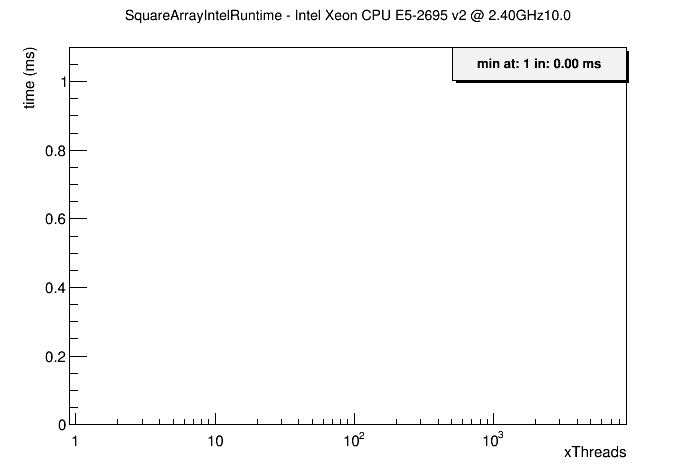 SquareArrayIntelRuntime - Intel Xeon CPU E5-2695 v2 @ 2.40GHz10.0
time (ms)
min at: 1 in: 0.00 ms
1
0.8
0.6
0.4
0.2
0
1 10 10² 10³
xThreads